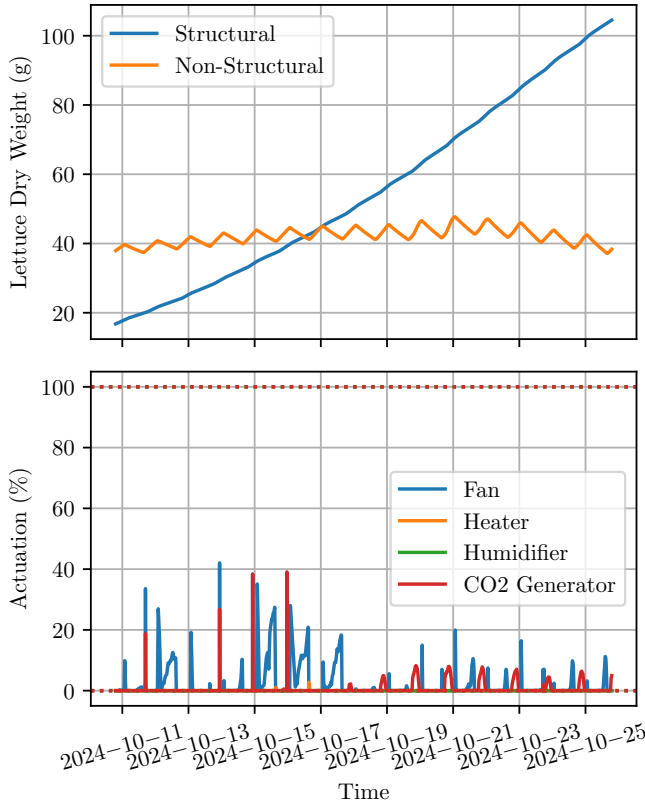 100
80
60
40
20
Lettuce Dry Weight (g)
Structural
Non-Structural
100
80
60
40
20
0
Actuation (%)
Fan
Heater
Humidifier
CO2 Generator
2024-10-11
2024-10-13
2024-10-15
2024-10-17
2024-10-19
2024-10-21
2024-10-23
2024-10-25
Time